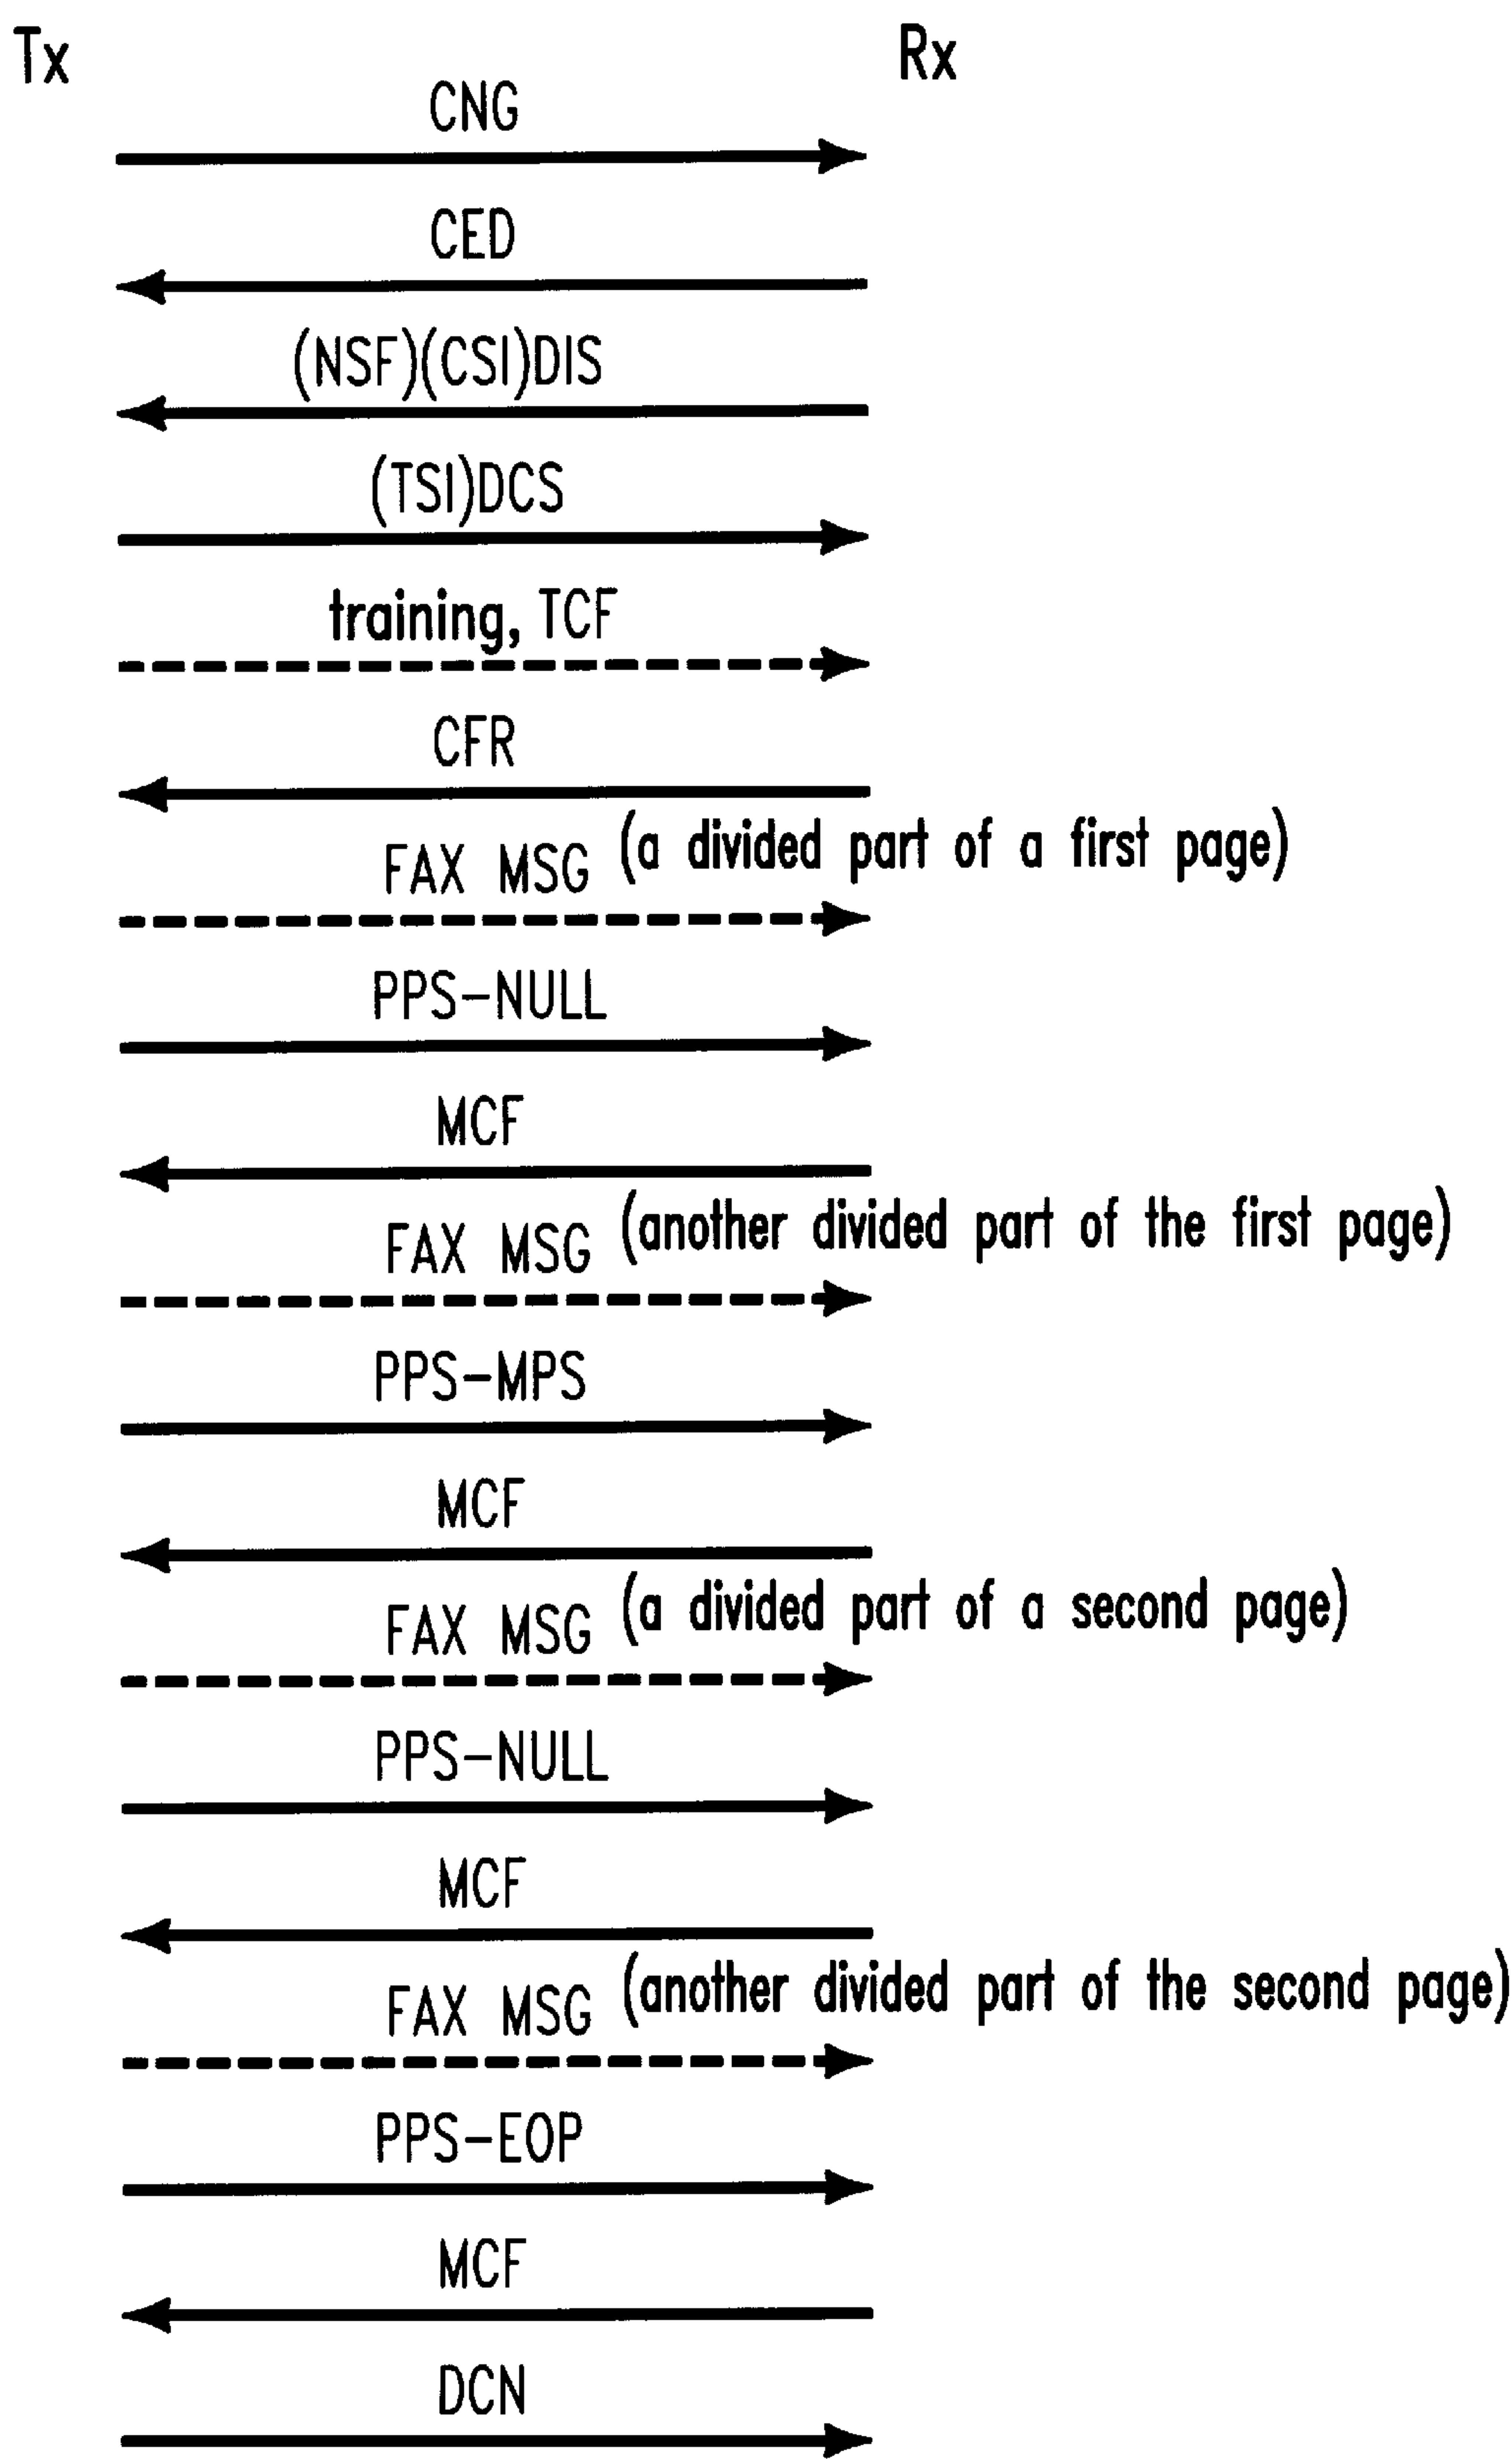 Tx Rx
CNG
CED
(NSF)(CSI)DIS
(TSI)DCS
training, TCF
CFR
FAX MSG (a divided part of a first page)
PPS-NULL
MCF
FAX MSG (another divided part of the first page)
PPS-MPS
MCF
FAX MSG (a divided part of a second page)
PPS-NULL
MCF
FAX MSG (another divided part of the second page)
PPS-EOP
MCF
DCN